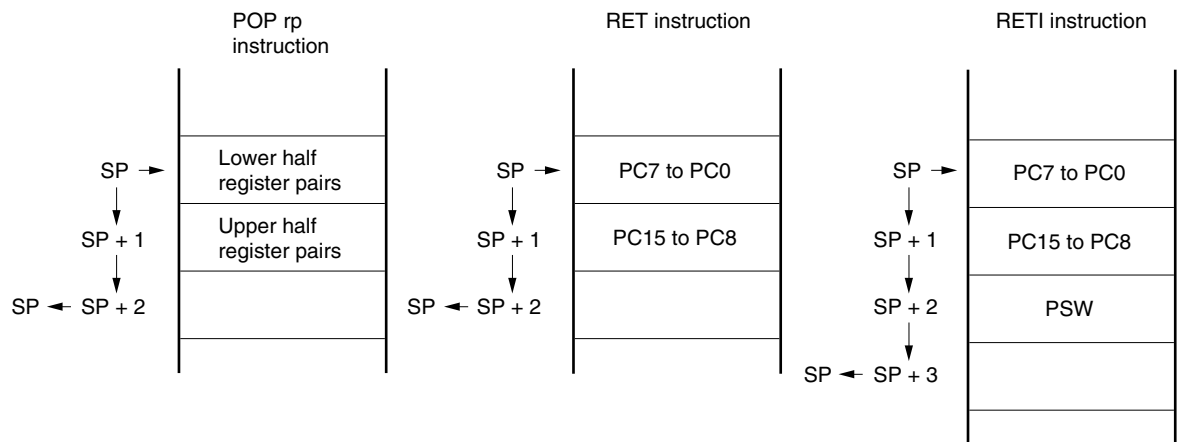 POP rp
instruction
SP
Lower half
register pairs
SP + 1
Upper half
register pairs
SP
SP + 2
RET instruction
SP
PC7 to PC0
SP + 1
PC15 to PC8
SP
SP + 2
RETI instruction
SP
PC7 to PC0
SP + 1
PC15 to PC8
SP + 2
PSW
SP
SP + 3